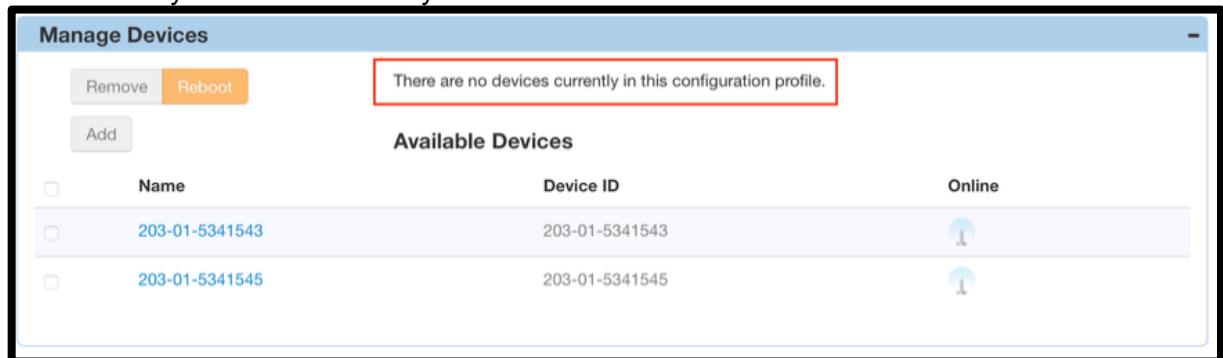 Manage Devices
Remove Reboot There are no devices currently in this configuration profile.
Add Available Devices
Name Device ID Online
203-01-5341543 203-01-5341543
203-01-5341545 203-01-5341545